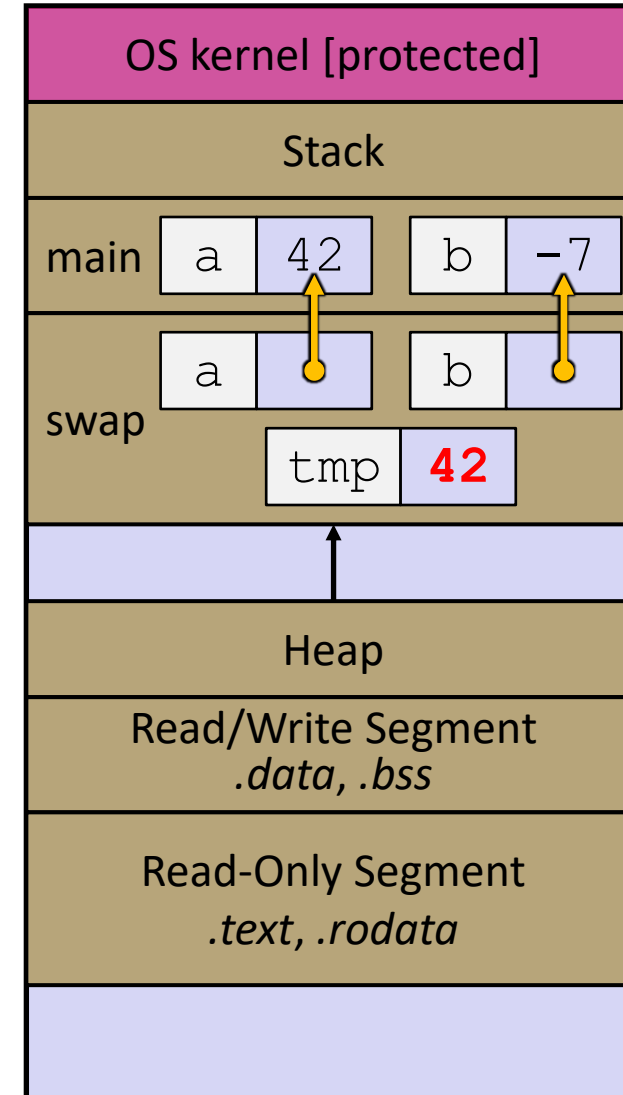 OS kernel [protected]
Stack
main a 42 b -7
a b
swap
tmp 42
Heap
Read/Write Segment
.data, .bss
Read-Only Segment
.text, .rodata